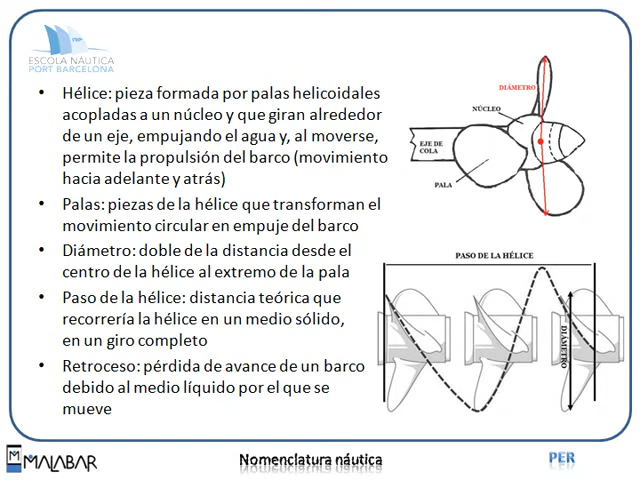 ESCOLA NÀUTICA
PORT BARCELONA
• Hélice: pieza formada por palas helicoidales
acopladas a un núcleo y que giran alrededor
de un eje, empujando el agua y, al moverse,
permite la propulsión del barco (movimiento
hacia adelante y atrás)
• Palas: piezas de la hélice que transforman el
movimiento circular en empuje del barco
• Diámetro: doble de la distancia desde el
centro de la hélice al extremo de la pala
• Paso de la hélice: distancia teórica que
recorrería la hélice en un medio sólido,
en un giro completo
• Retroceso: pérdida de avance de un barco
debido al medio líquido por el que se
mueve
DIÁMETRO
NÚCLEO
EJE DE
COLA
PALA
PASO DE LA HÉLICE
DIÁMETRO
MALABAR
Nomenclatura náutica
PER